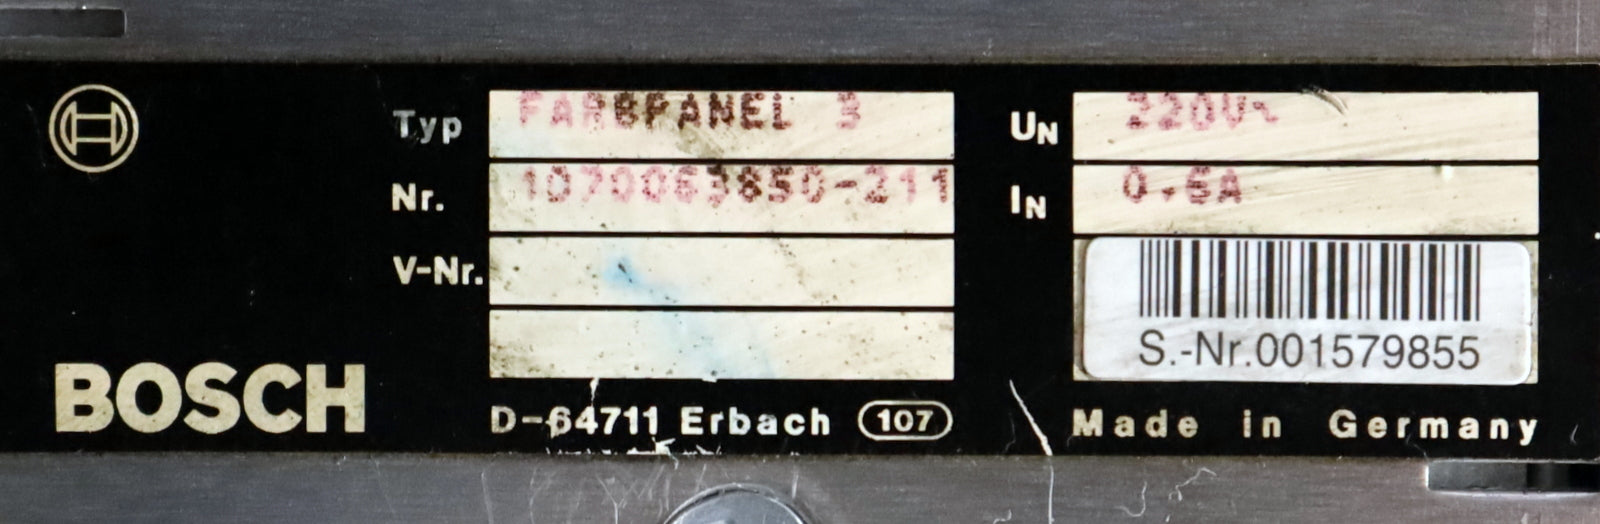 Typ FARBPANEL 3
Nr. 1070063850-211
V-Nr.
BOSCH
D-64711 Erbach 107
UN 220V~
IN 0.6A
S.-Nr.001579855
Made in Germany